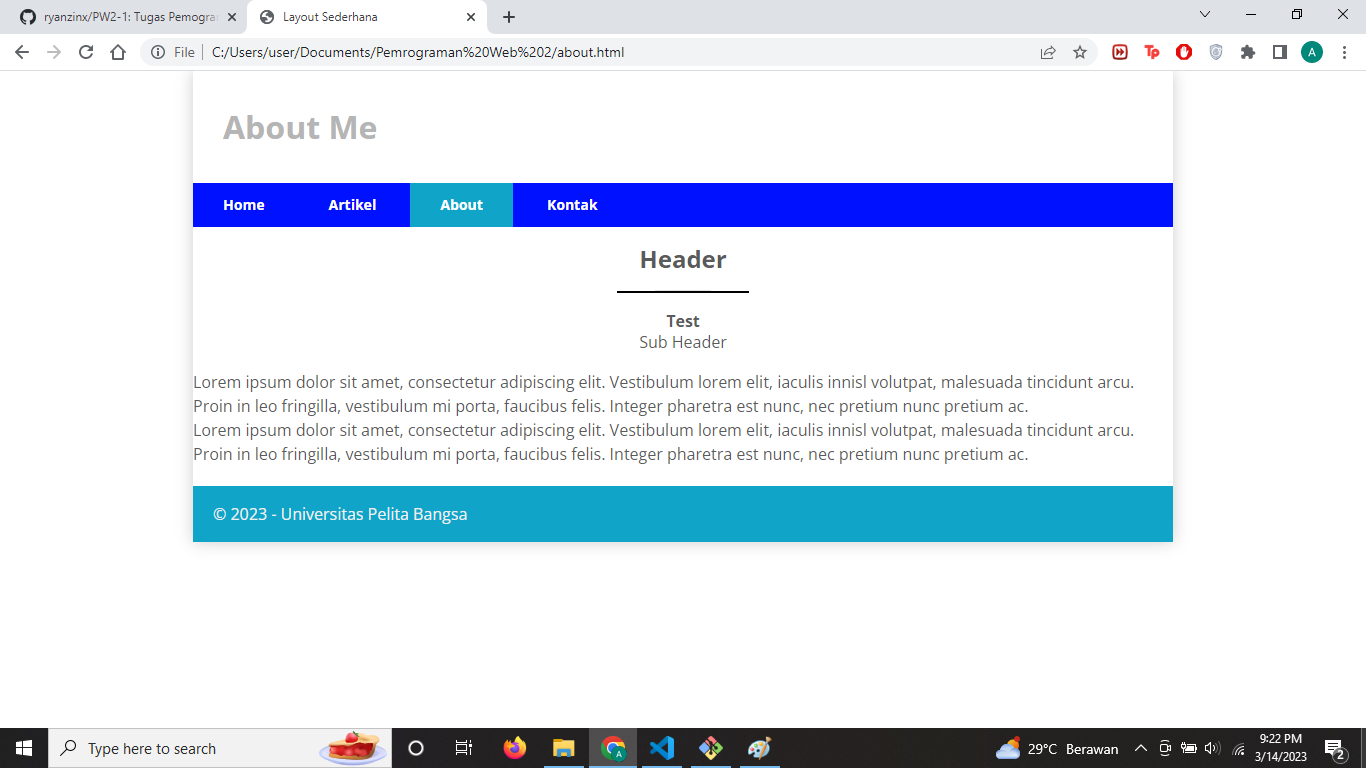 ryanzinx/PW2-1: Tugas Pemogra
Layout Sederhana
File
C:/Users/user/Documents/Pemrograman%20Web%202/about.html
Tp
A
About Me
Home
Artikel
About
Kontak
Header
Test
Sub Header
Lorem ipsum dolor sit amet, consectetur adipiscing elit. Vestibulum lorem elit, iaculis innisl volutpat, malesuada tincidunt arcu.
Proin in leo fringilla, vestibulum mi porta, faucibus felis. Integer pharetra est nunc, nec pretium nunc pretium ac.
Lorem ipsum dolor sit amet, consectetur adipiscing elit. Vestibulum lorem elit, iaculis innisl volutpat, malesuada tincidunt arcu.
Proin in leo fringilla, vestibulum mi porta, faucibus felis. Integer pharetra est nunc, nec pretium nunc pretium ac.
© 2023 - Universitas Pelita Bangsa
Type here to search
A
29°C Berawan
9:22 PM
3/14/2023
2